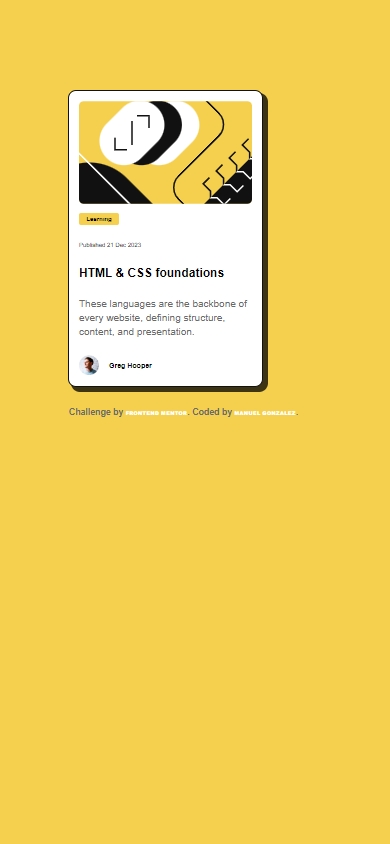 Learning
Published 21 Dec 2023
HTML & CSS foundations
These languages are the backbone of
every website, defining structure,
content, and presentation.
Greg Hooper
Challenge by FRONTEND MENTOR. Coded by MANUEL GONZALEZ.